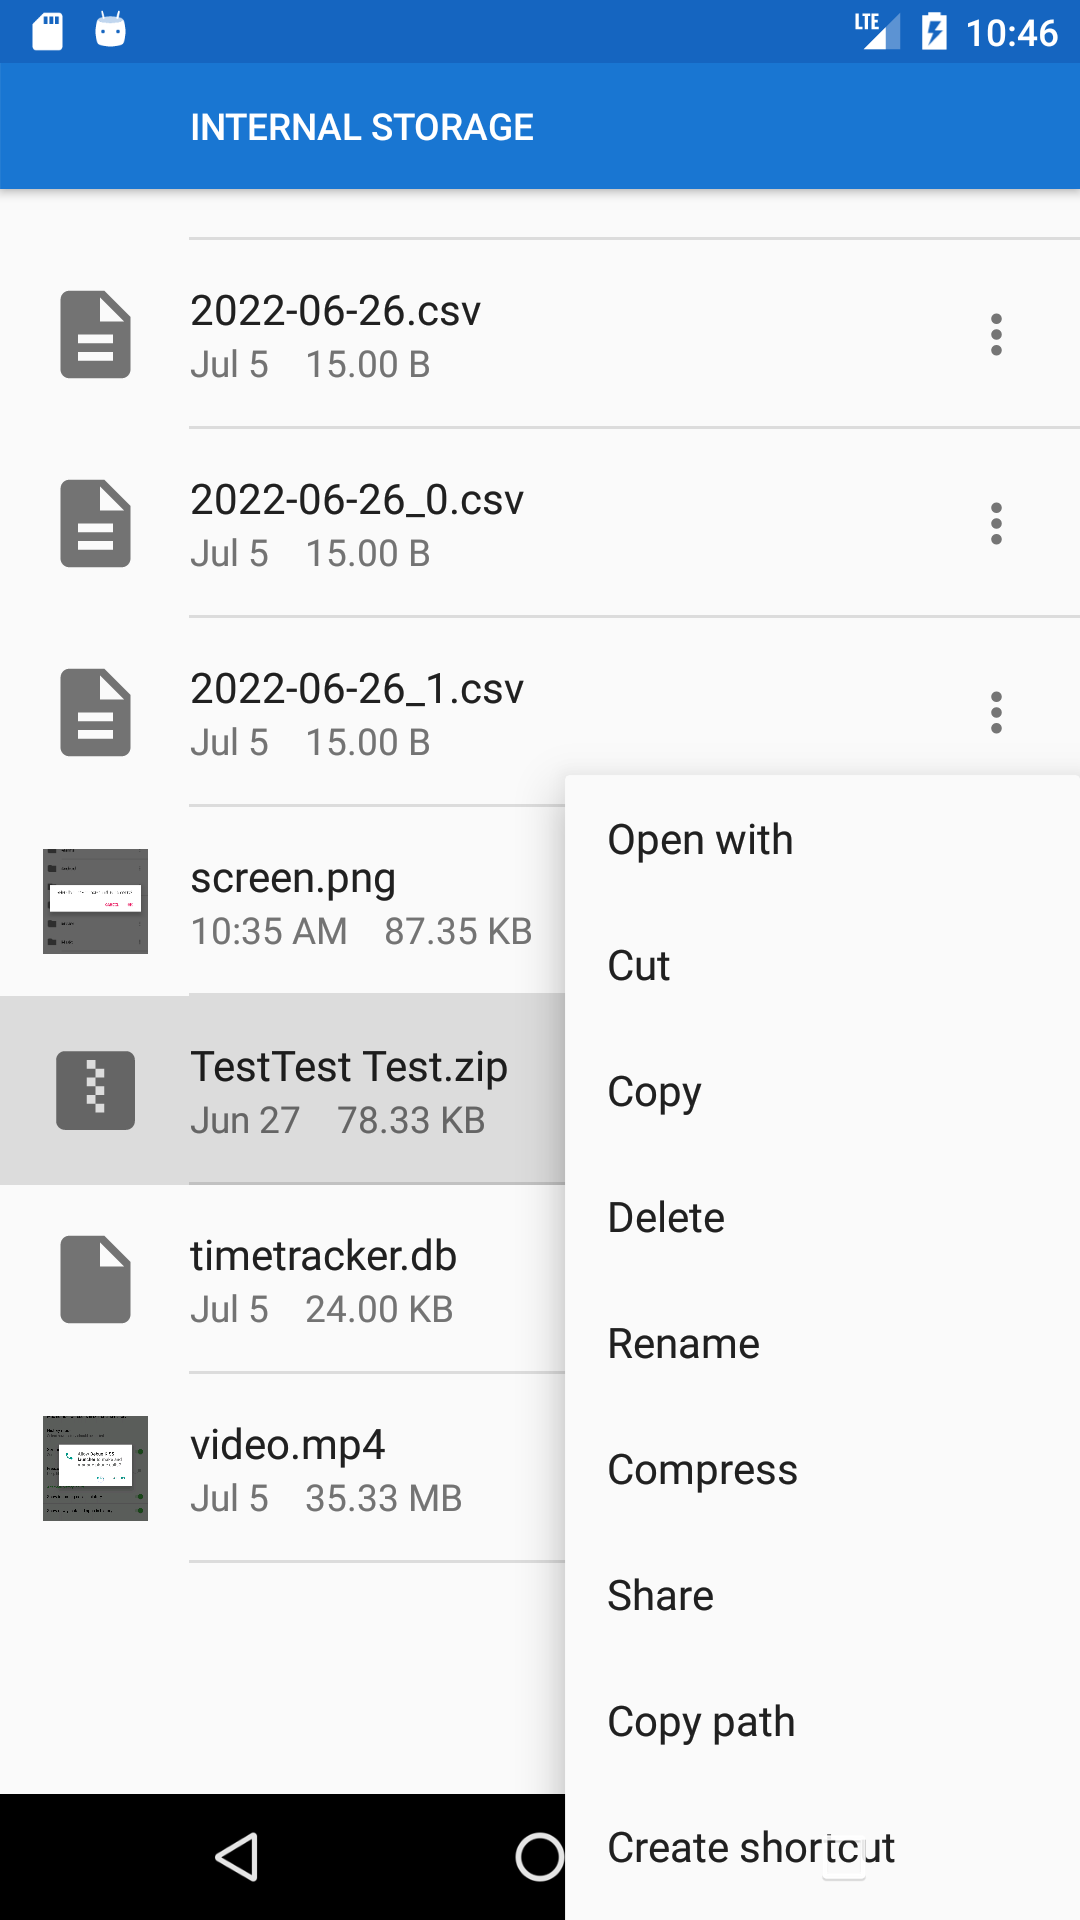 LTE 10:46
INTERNAL STORAGE
2022-06-26.csv
Jul 5 15.00 B
2022-06-26_0.csv
Jul 5 15.00 B
2022-06-26_1.csv
Jul 5 15.00 B
screen.png
10:35 AM 87.35 KB
TestTest Test.zip
Jun 27 78.33 KB
timetracker.db
Jul 5 24.00 KB
video.mp4
Jul 5 35.33 MB
Open with
Cut
Copy
Delete
Rename
Compress
Share
Copy path
Create shortcut